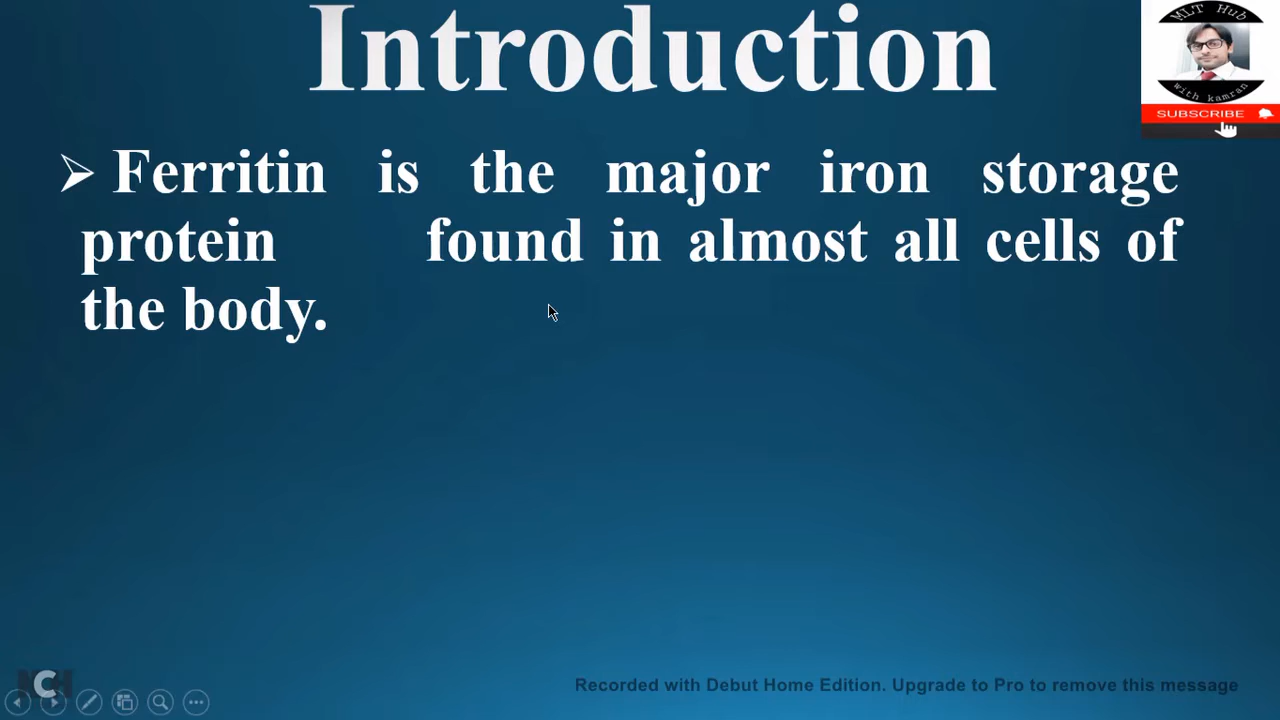 Introduction
MLT Hub
with kamran
SUBSCRIBE
➢ Ferritin is the major iron storage
protein found in almost all cells of
the body.
Recorded with Debut Home Edition. Upgrade to Pro to remove this message